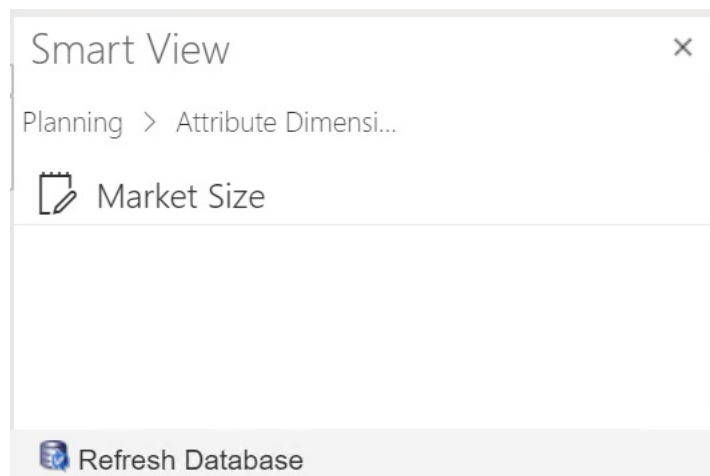 Smart View
Planning > Attribute Dimensi...
Market Size
Refresh Database